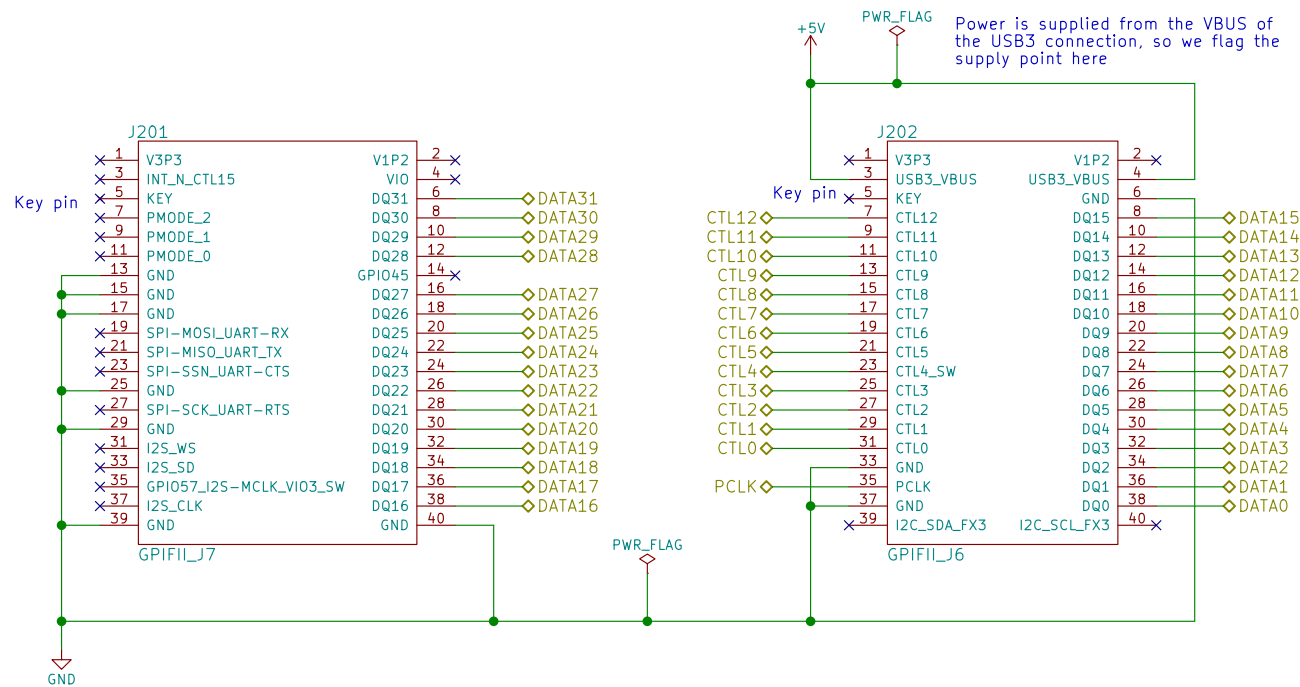 PWR_FLAG
Power is supplied from the VBUS of
the USB3 connection, so we flag the
supply point here
+5V
J201
1 V3P3 V1P2 2
3 INT_N_CTL15 VIO 4
Key pin
5 KEY DQ31 6 DATA31
7 PMODE_2 DQ30 8 DATA30
9 PMODE_1 DQ29 10 DATA29
11 PMODE_0 DQ28 12 DATA28
13 GND GPIO45 14
15 GND DQ27 16 DATA27
17 GND DQ26 18 DATA26
19 SPI-MOSI_UART-RX DQ25 20 DATA25
21 SPI-MISO_UART_TX DQ24 22 DATA24
23 SPI-SSN_UART-CTS DQ23 24 DATA23
25 GND DQ22 26 DATA22
27 SPI-SCK_UART-RTS DQ21 28 DATA21
29 GND DQ20 30 DATA20
31 I2S_WS DQ19 32 DATA19
33 I2S_SD DQ18 34 DATA18
35 GPIO57_I2S-MCLK_VIO3_SW DQ17 36 DATA17
37 I2S_CLK DQ16 38 DATA16
39 GND GND 40
GPIFII_J7
J202
1 V3P3 V1P2 2
3 USB3_VBUS USB3_VBUS 4
Key pin
5 KEY GND 6
CTL12 7 CTL12 DQ15 8 DATA15
CTL11 9 CTL11 DQ14 10 DATA14
CTL10 11 CTL10 DQ13 12 DATA13
CTL9 13 CTL9 DQ12 14 DATA12
CTL8 15 CTL8 DQ11 16 DATA11
CTL7 17 CTL7 DQ10 18 DATA10
CTL6 19 CTL6 DQ9 20 DATA9
CTL5 21 CTL5 DQ8 22 DATA8
CTL4 23 CTL4_SW DQ7 24 DATA7
CTL3 25 CTL3 DQ6 26 DATA6
CTL2 27 CTL2 DQ5 28 DATA5
CTL1 29 CTL1 DQ4 30 DATA4
CTL0 31 CTL0 DQ3 32 DATA3
33 GND DQ2 34 DATA2
PCLK 35 PCLK DQ1 36 DATA1
37 GND DQ0 38 DATA0
39 I2C_SDA_FX3 I2C_SCL_FX3 40
GPIFII_J6
PWR_FLAG
GND